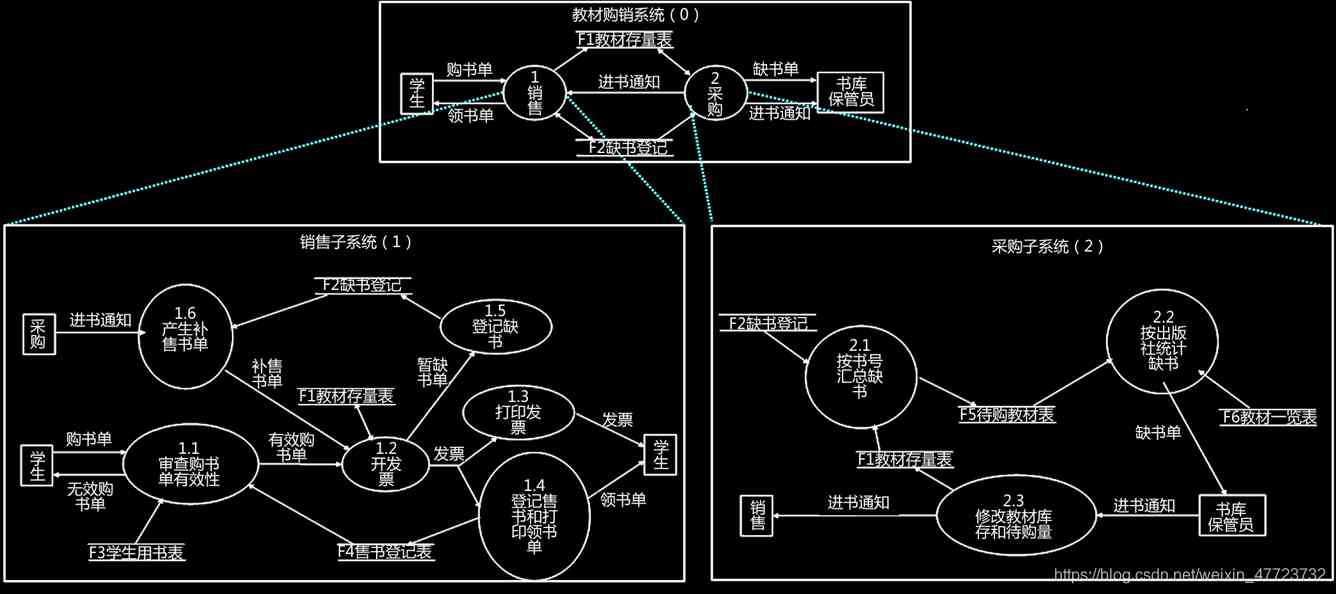 教材购销系统（0）
F1教材存量表
购书单
缺书单
学
生
1
销
售
进书通知
2
采
购
书库
保管员
领书单
进书通知
F2缺书登记
销售子系统（1）
F2缺书登记
采
购
进书通知
1.6
产生补
售书单
1.5
登记缺
书
补售
书单
暂缺
书单
F1教材存量表
1.3
打印发
票
发票
学
生
购书单
无效购
书单
1.1
审查购书
单有效性
有效购
书单
1.2
开发
票
发票
学
生
1.4
登记售
书和打
印领书
单
领书单
F3学生用书表
F4售书登记表
采购子系统（2）
F2缺书登记
2.1
按书号
汇总缺
书
2.2
按出版
社统计
缺书
F5待购教材表
F6教材一览表
缺书单
F1教材存量表
销
售
进书通知
2.3
修改教材库
存和待购量
进书通知
书库
保管员
https://blog.csdn.net/weixin_47723732